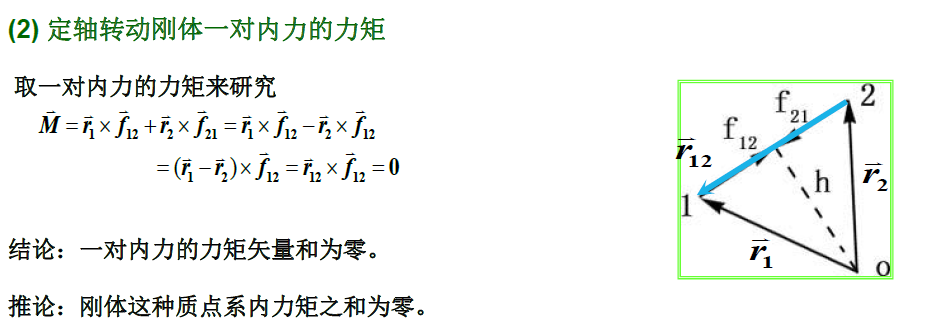 (2) 定轴转动刚体一对内力的力矩
取一对内力的力矩来研究
$\vec{M} = \vec{r}_1 \times \vec{f}_{12} + \vec{r}_2 \times \vec{f}_{21} = \vec{r}_1 \times \vec{f}_{12} - \vec{r}_2 \times \vec{f}_{12}$
$= (\vec{r}_1 - \vec{r}_2) \times \vec{f}_{12} = \vec{r}_{12} \times \vec{f}_{12} = 0$
结论：一对内力的力矩矢量和为零。
推论：刚体这种质点系内力矩之和为零。
2
f₂₁
f₁₂
$\vec{r}_{12}$
h
$\vec{r}_2$
1
$\vec{r}_1$
o